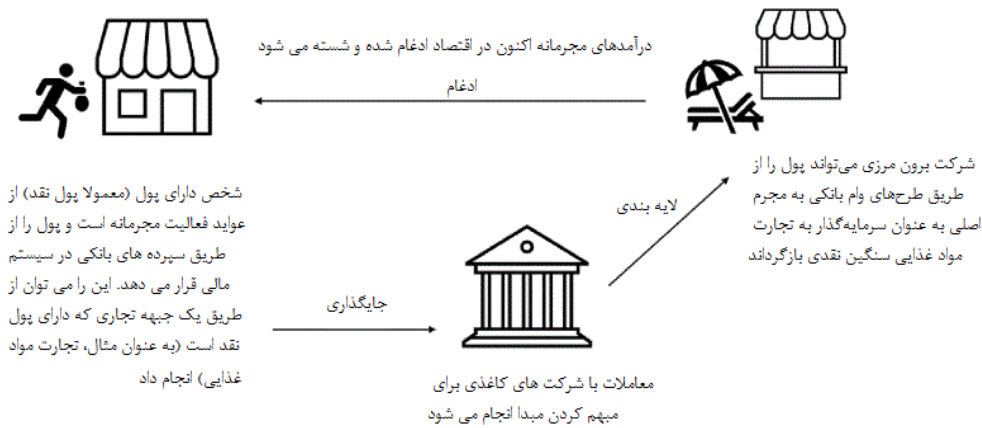 درآمدهای مجرمانه اکنون در اقتصاد ادغام شده و شسته می شود
ادغام
شرکت برون مرزی می‌تواند پول را از
طریق طرح‌های وام بانکی به مجرم
اصلی به عنوان سرمایه‌گذار به تجارت
مواد غذایی سنگین نقدی بازگرداند
لایه بندی
شخص دارای پول (معمولا پول نقد) از
عواید فعالیت مجرمانه است و پول را از
طریق سپرده های بانکی در سیستم
مالی قرار می دهد. این را می توان از
طریق یک جبهه تجاری که دارای پول
نقد است (به عنوان مثال، تجارت مواد
غذایی) انجام داد
جایگذاری
معاملات با شرکت های کاغذی برای
مبهم کردن مبدا انجام می شود